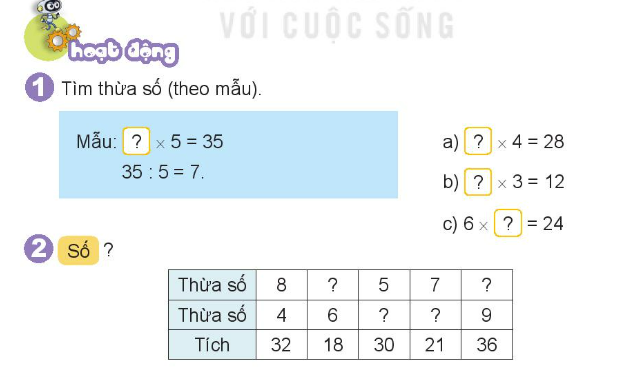 VỚI CUỘC SỐNG
hoạt động
1 Tìm thừa số (theo mẫu).
Mẫu: ? × 5 = 35
35 : 5 = 7.
a) ? × 4 = 28
b) ? × 3 = 12
c) 6 × ? = 24
2 Số ?
Thừa số 8 ? 5 7 ?
Thừa số 4 6 ? ? 9
Tích 32 18 30 21 36